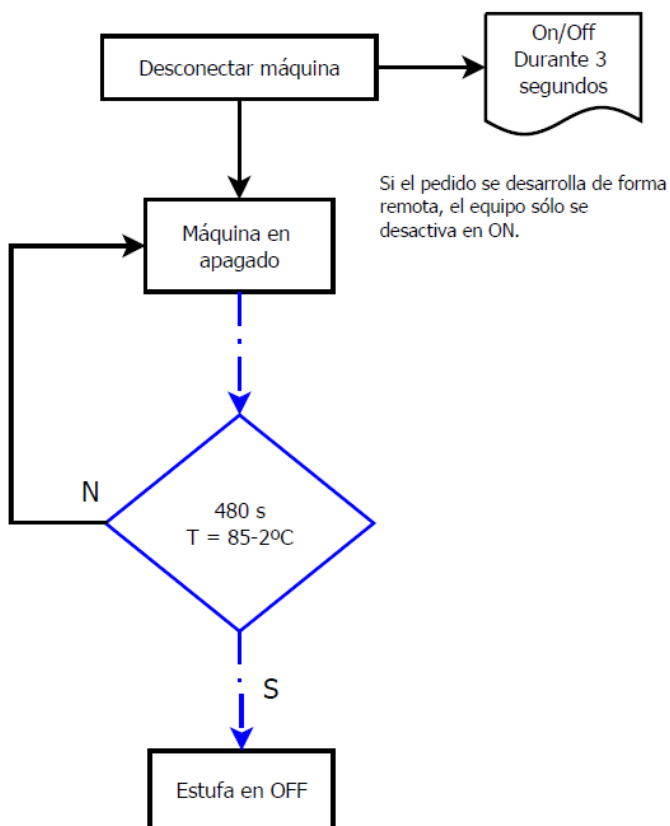 Desconectar máquina
On/Off
Durante 3
segundos
Si el pedido se desarrolla de forma
remota, el equipo sólo se
desactiva en ON.
Máquina en
apagado
N
480 s
T = 85-2ºC
S
Estufa en OFF